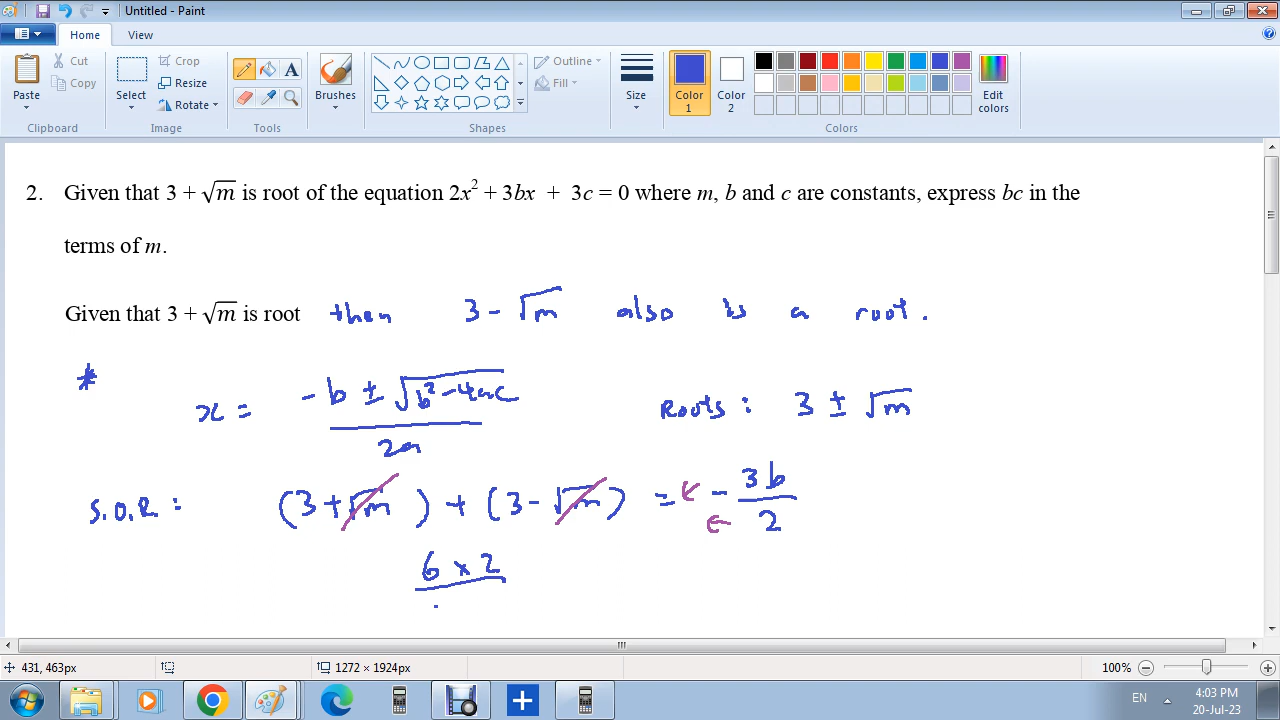 Untitled - Paint
Home View
Paste Cut Copy Clipboard
Select Crop Resize Rotate Image
Tools
Brushes
Outline Fill Shapes
Size
Color 1 Color 2 Edit colors Colors
2. Given that 3 + √m is root of the equation 2x² + 3bx + 3c = 0 where m, b and c are constants, express bc in the
terms of m.
Given that 3 + √m is root then 3 - √m also is a root.
*
x = -b ± √b² - 4ac / 2a Roots : 3 ± √m
S.O.R. : (3 + √m) + (3 - √m) = - 3b / 2
6 x 2
431, 463px 1272 × 1924px 100%
EN 4:03 PM
20-Jul-23